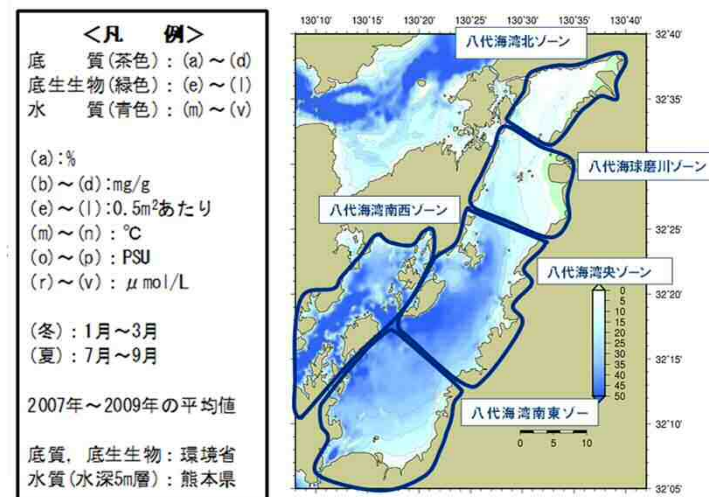 ＜凡　例＞
底　質(茶色)：(a)～(d)
底生生物(緑色)：(e)～(l)
水　質(青色)：(m)～(v)
(a):%
(b)～(d):mg/g
(e)～(l):0.5m²あたり
(m)～(n)：℃
(o)～(p)：PSU
(r)～(v)：μmol/L
(冬)：1月～3月
(夏)：7月～9月
2007年～2009年の平均値
底質，底生生物：環境省
水質(水深5m層)：熊本県
130˚10' 130˚15' 130˚20' 130˚25' 130˚30' 130˚35' 130˚40'
32˚40'
32˚35'
32˚30'
32˚25'
32˚20'
32˚15'
32˚10'
32˚05'
八代海湾北ゾーン
八代海球磨川ゾーン
八代海湾南西ゾーン
八代海湾央ゾーン
八代海湾南東ゾー
0
5
10
15
20
25
30
35
40
45
50
0 5 10